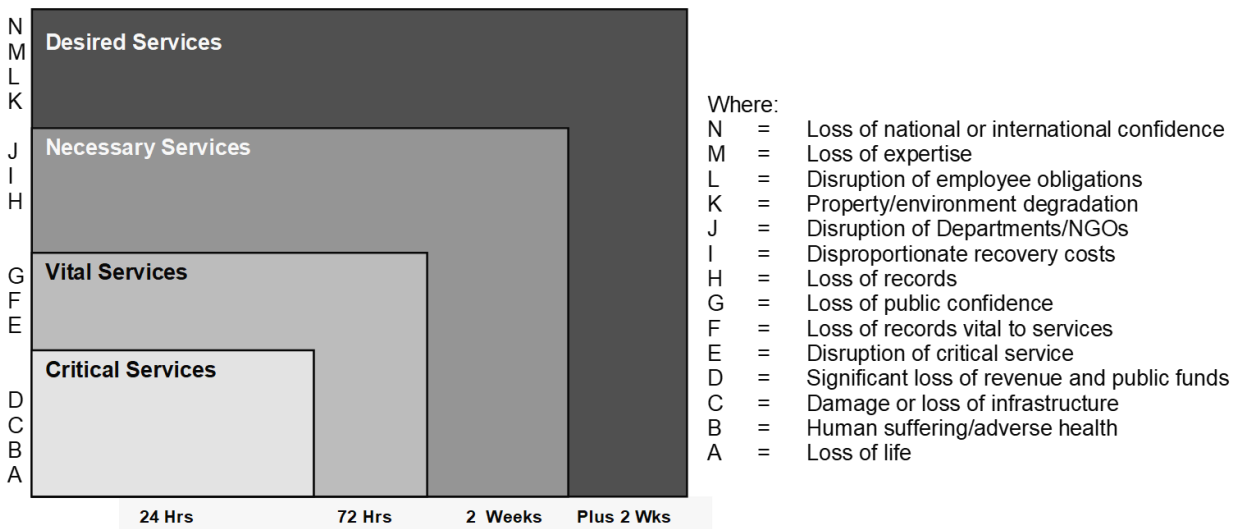 N
M
L
K
J
I
H
G
F
E
D
C
B
A
Desired Services
Necessary Services
Vital Services
Critical Services
24 Hrs 72 Hrs 2 Weeks Plus 2 Wks
Where:
N = Loss of national or international confidence
M = Loss of expertise
L = Disruption of employee obligations
K = Property/environment degradation
J = Disruption of Departments/NGOs
I = Disproportionate recovery costs
H = Loss of records
G = Loss of public confidence
F = Loss of records vital to services
E = Disruption of critical service
D = Significant loss of revenue and public funds
C = Damage or loss of infrastructure
B = Human suffering/adverse health
A = Loss of life